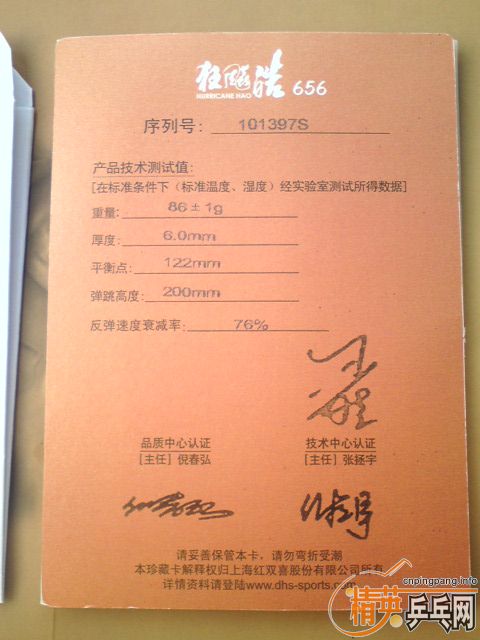 狂飚皓 656
HURRICANE HAO
序列号: 101397S
产品技术测试值:
[在标准条件下（标准温度、湿度）经实验室测试所得数据]
重量: 86±1g
厚度: 6.0mm
平衡点: 122mm
弹跳高度: 200mm
反弹速度衰减率: 76%
品质中心认证 技术中心认证
[主任] 倪春弘 [主任] 张拯宇
请妥善保管本卡，请勿弯折受潮
本珍藏卡解释权归上海红双喜股份有限公司所有
详情资料请登陆www.dhs-sports.com
cnpingpang.info
精英乒乓网